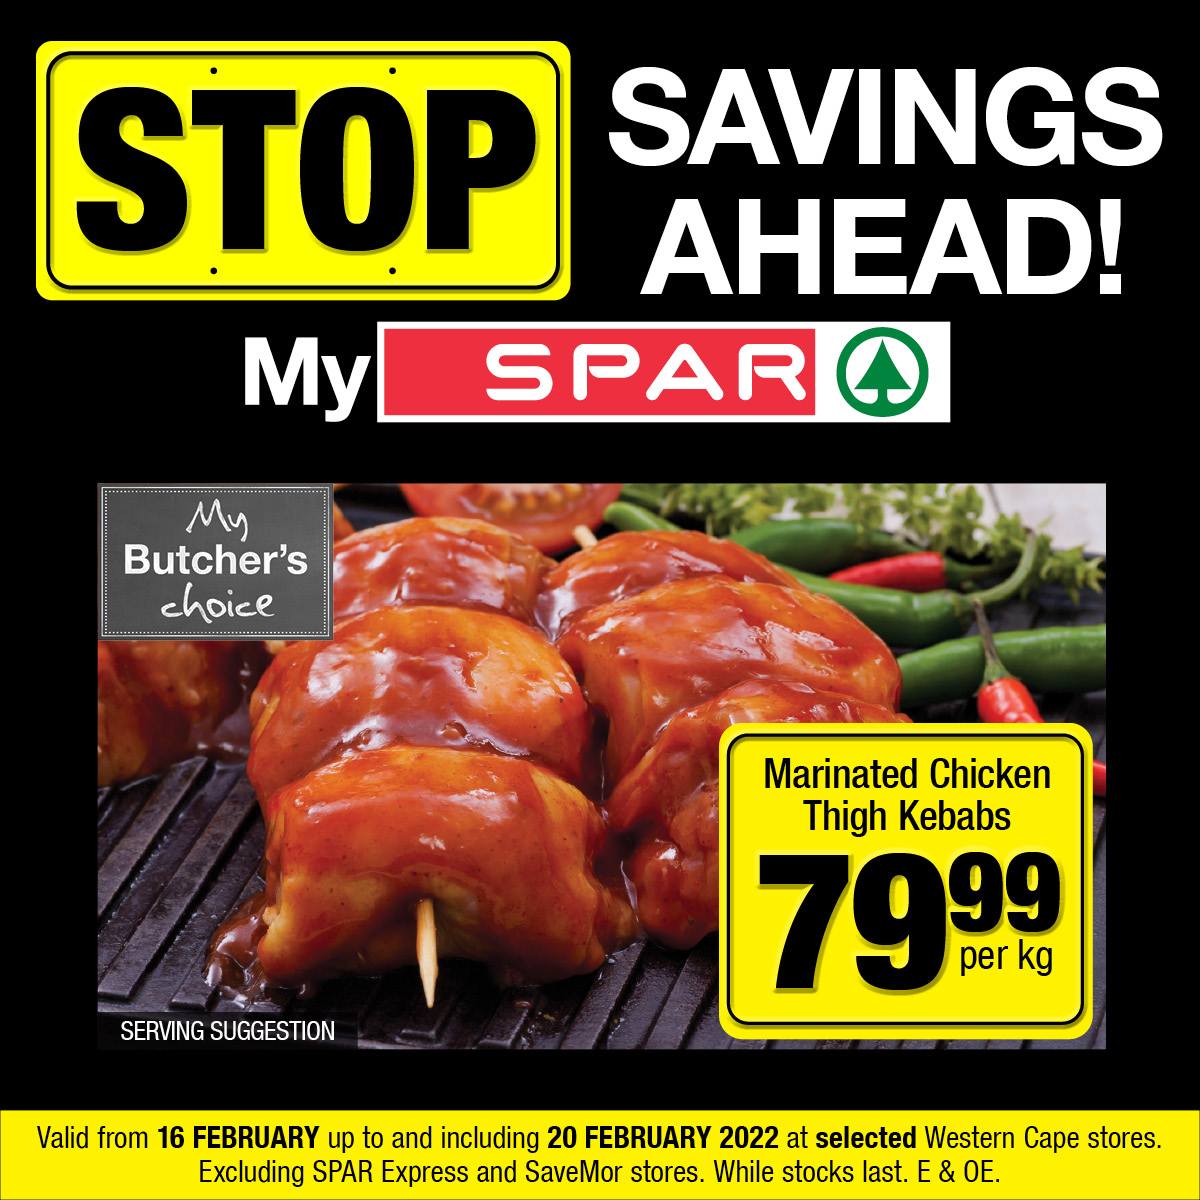 STOP
SAVINGS
AHEAD!
My SPAR
My
Butcher's
choice
Marinated Chicken
Thigh Kebabs
79 99
per kg
SERVING SUGGESTION
Valid from 16 FEBRUARY up to and including 20 FEBRUARY 2022 at selected Western Cape stores.
Excluding SPAR Express and SaveMor stores. While stocks last. E & OE.